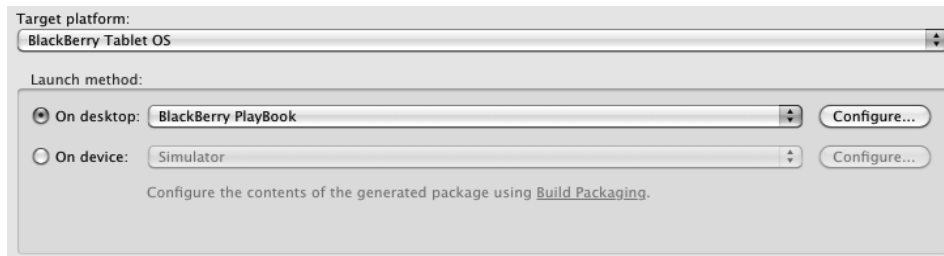 Target platform:
BlackBerry Tablet OS
Launch method:
On desktop: BlackBerry PlayBook Configure...
On device: Simulator Configure...
Configure the contents of the generated package using Build Packaging.